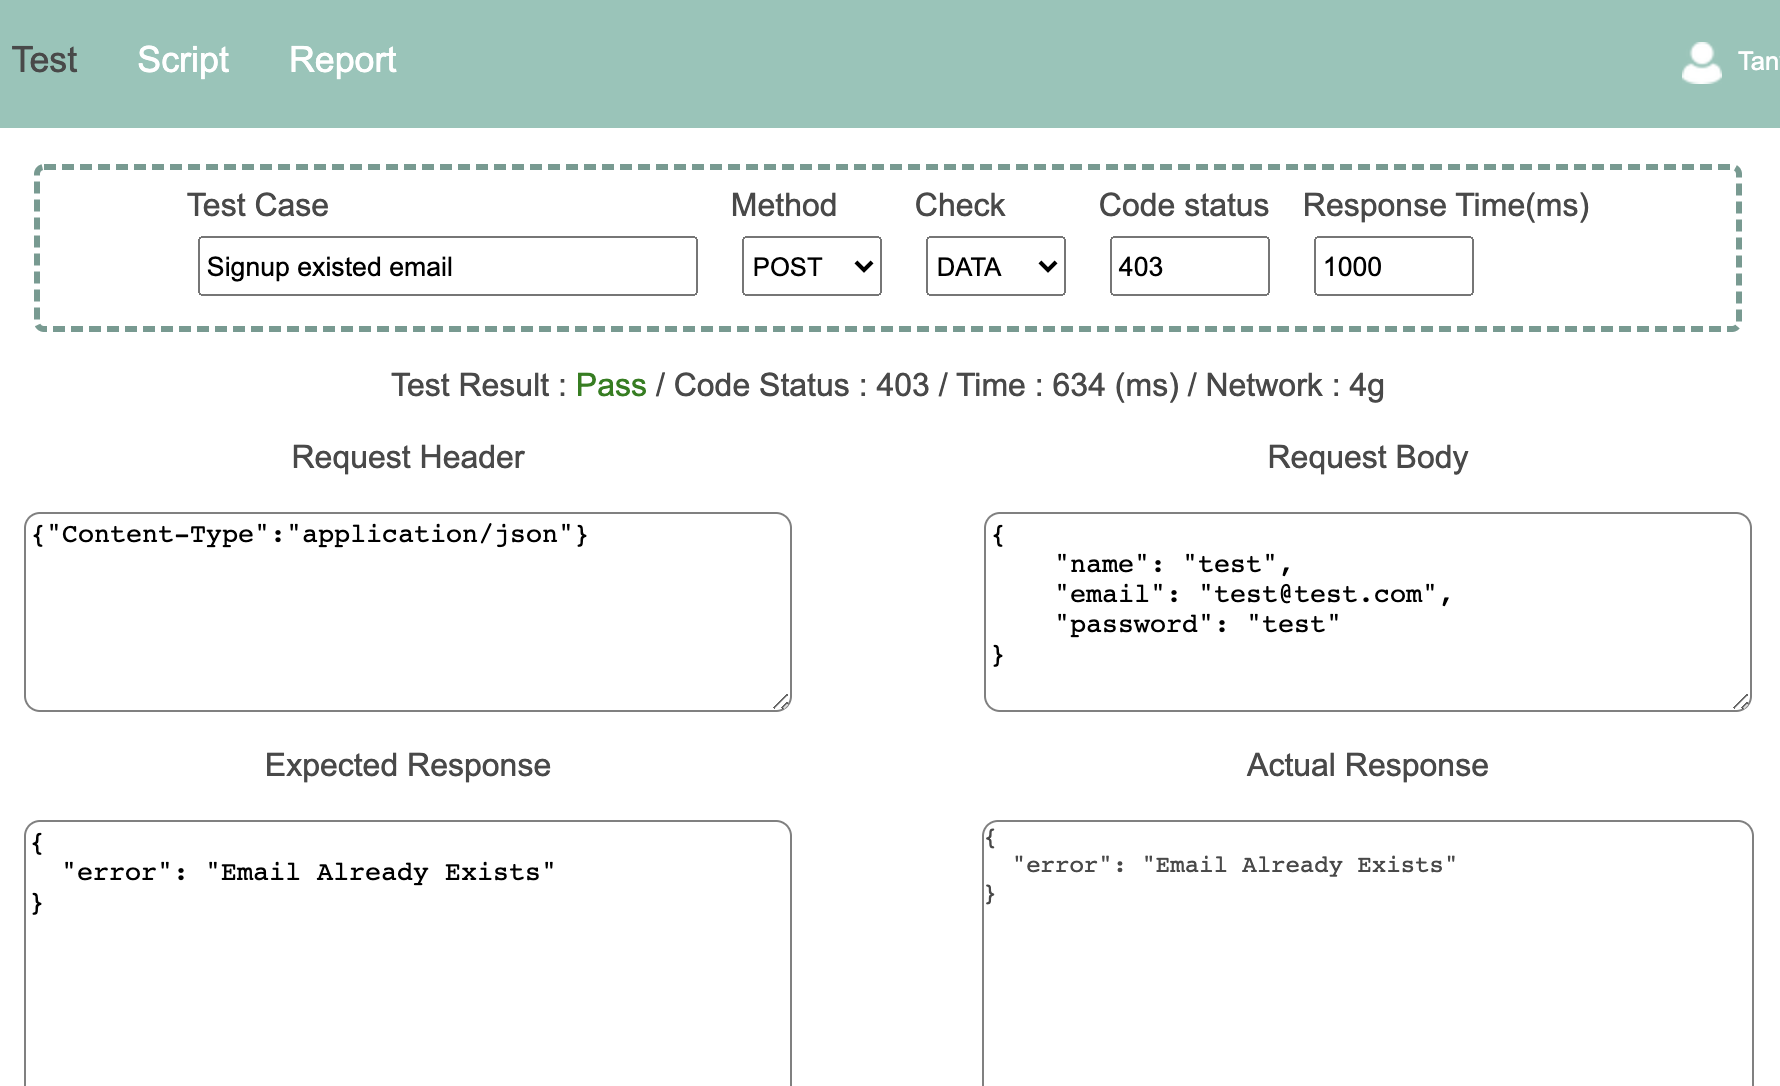 Test Script Report Tan
Test Case Method Check Code status Response Time(ms)
Signup existed email POST DATA 403 1000
Test Result : Pass / Code Status : 403 / Time : 634 (ms) / Network : 4g
Request Header
{"Content-Type":"application/json"}
Request Body
{
    "name": "test",
    "email": "test@test.com",
    "password": "test"
}
Expected Response
{
  "error": "Email Already Exists"
}
Actual Response
{
  "error": "Email Already Exists"
}